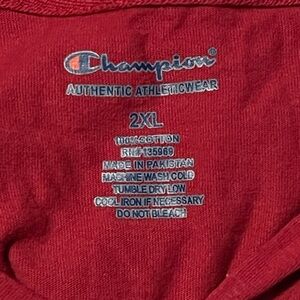 Champion®
AUTHENTIC ATHLETICWEAR
2XL
100% COTTON
RN#135969
MADE IN PAKISTAN
MACHINE WASH COLD
TUMBLE DRY LOW
COOL IRON IF NECESSARY
DO NOT BLEACH